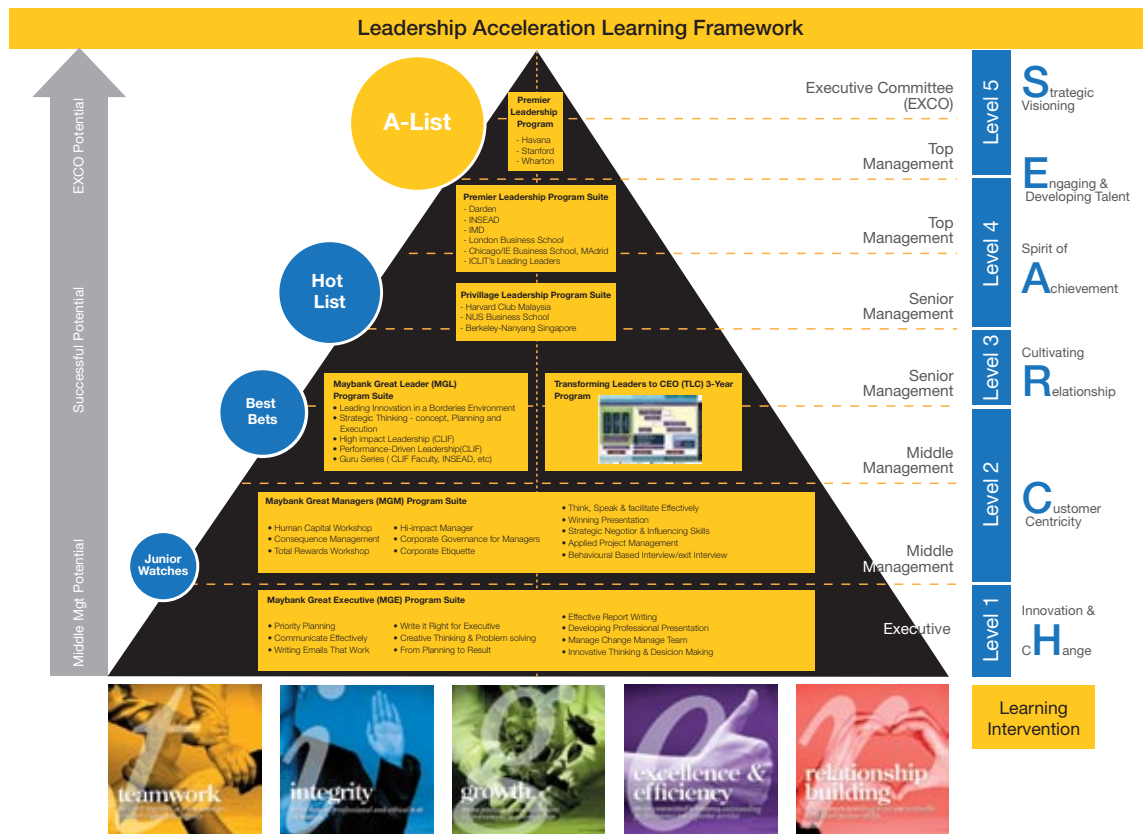 Leadership Acceleration Learning Framework
EXCO Potential
Successful Potential
Middle Mgt Potential
A-List
Hot
List
Best
Bets
Junior
Watches
Premier
Leadership
Program
- Havana
- Stanford
- Wharton
Premier Leadership Program Suite
- Darden
- INSEAD
- IMD
- London Business School
- Chicago/IE Business School, MAdrid
- ICLIT's Leading Leaders
Privillage Leadership Program Suite
- Harvard Club Malaysia
- NUS Business School
- Berkeley-Nanyang Singapore
Maybank Great Leader (MGL)
Program Suite
• Leading Innovation in a Borderies Environment
• Strategic Thinking - concept, Planning and
Execution
• High impact Leadership (CLIF)
• Performance-Driven Leadership(CLIF)
• Guru Series ( CLIF Faculty, INSEAD, etc)
Transforming Leaders to CEO (TLC) 3-Year
Program
Maybank Great Managers (MGM) Program Suite
• Human Capital Workshop
• Consequence Management
• Total Rewards Workshop
• Hi-impact Manager
• Corporate Governance for Managers
• Corporate Etiquette
• Think, Speak & facilitate Effectively
• Winning Presentation
• Strategic Negotior & Influencing Skills
• Applied Project Management
• Behavioural Based Interview/exit Interview
Maybank Great Executive (MGE) Program Suite
• Priority Planning
• Communicate Effectively
• Writing Emails That Work
• Write it Right for Executive
• Creative Thinking & Problem solving
• From Planning to Result
• Effective Report Writing
• Developing Professional Presentation
• Manage Change Manage Team
• Innovative Thinking & Desicion Making
Executive Committee
(EXCO)
Top
Management
Top
Management
Senior
Management
Senior
Management
Middle
Management
Middle
Management
Executive
Level 5
Level 4
Level 3
Level 2
Level 1
Strategic
Visioning
Engaging &
Developing Talent
Spirit of
Achievement
Cultivating
Relationship
Customer
Centricity
Innovation &
cHange
Learning
Intervention
t
teamwork
i
integrity
g
growth
e
excellence &
efficiency
r
relationship
building